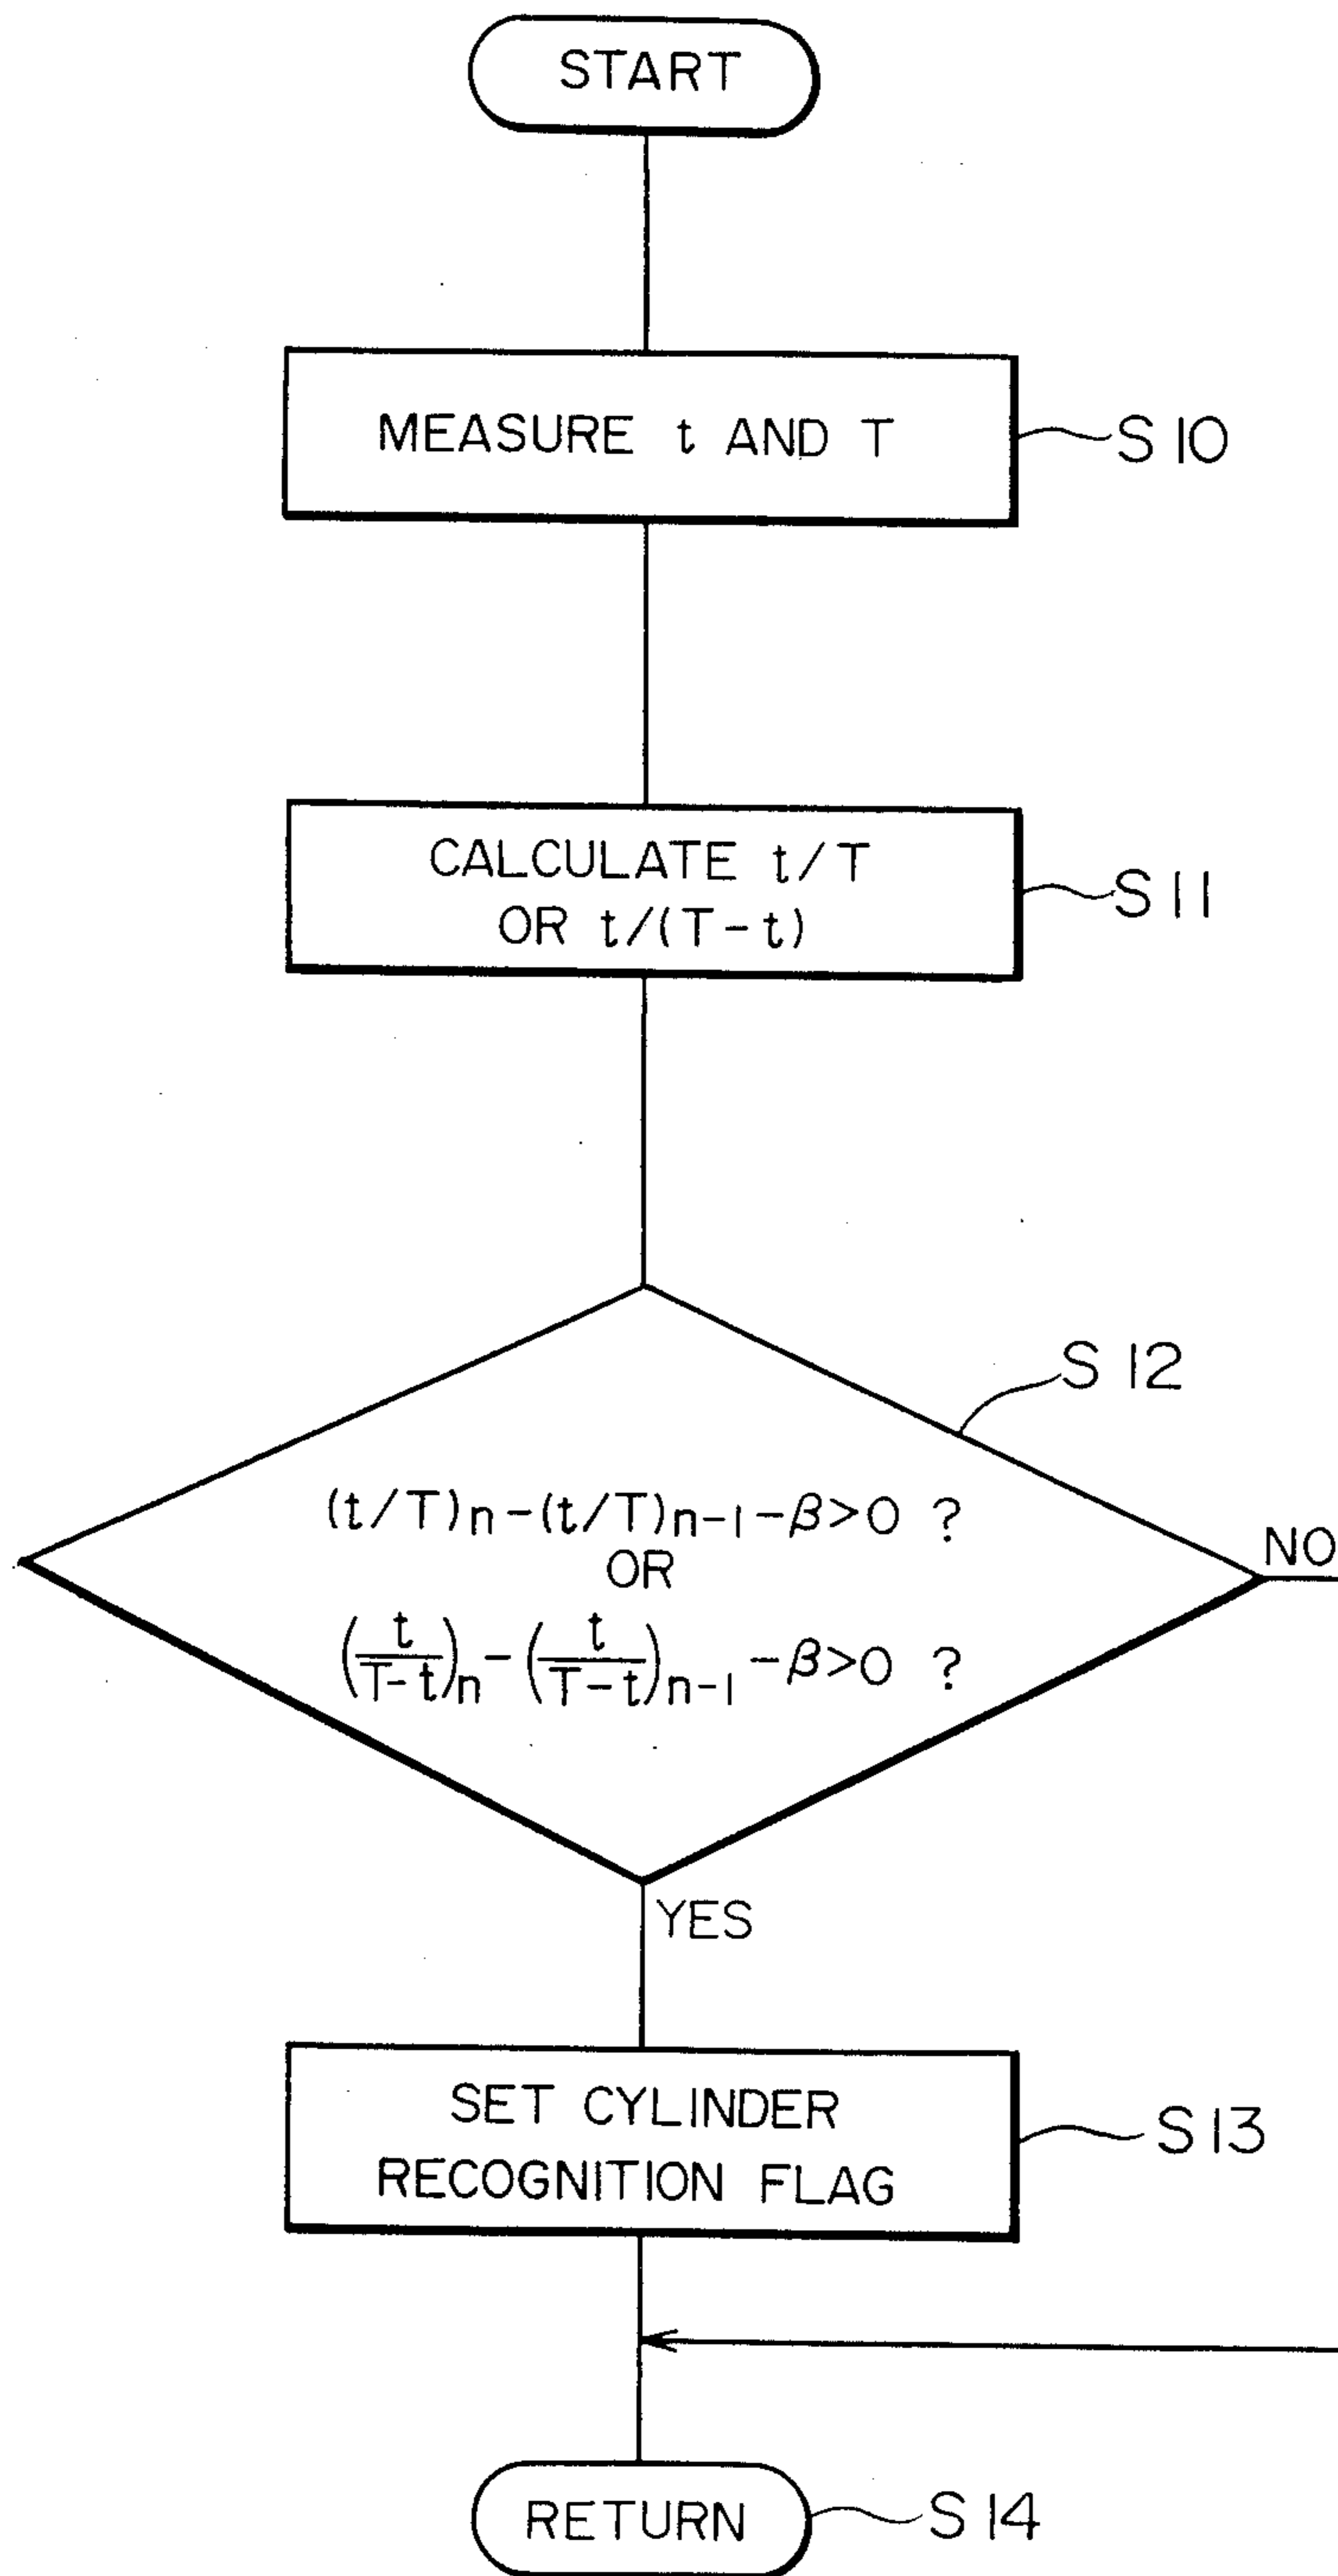 START
MEASURE t AND T
S10
CALCULATE t/T
OR t/(T-t)
S11
S12
(t/T)n-(t/T)n-1-β>0 ?
OR
(t/T-t)n-(t/T-t)n-1-β>0 ?
NO
YES
SET CYLINDER
RECOGNITION FLAG
S13
RETURN
S14